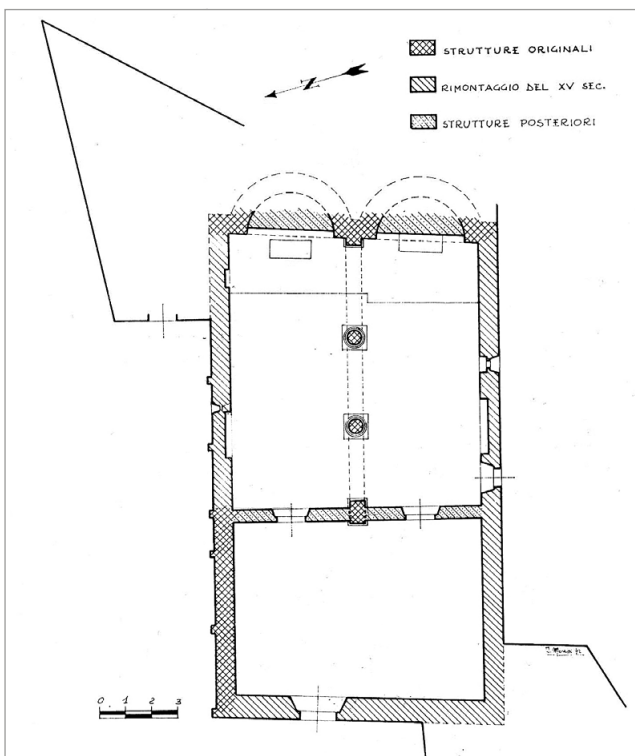 STRUTTURE ORIGINALI
N
RIMONTAGGIO DEL XV SEC.
STRUTTURE POSTERIORI
0 1 2 3